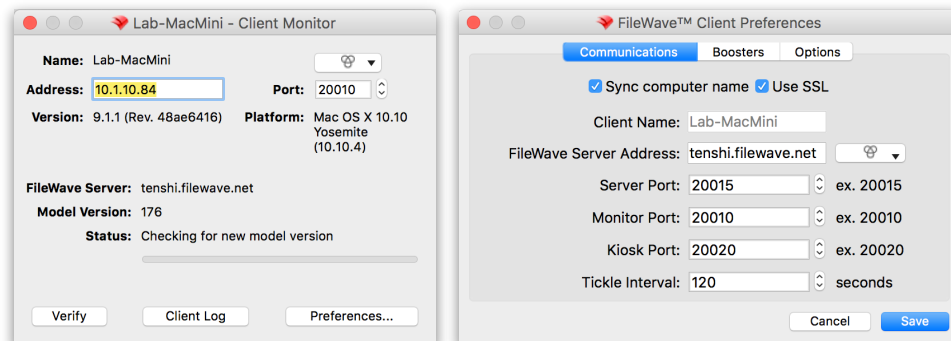 Lab-MacMini - Client Monitor
Name: Lab-MacMini
Address: 10.1.10.84 Port: 20010
Version: 9.1.1 (Rev. 48ae6416) Platform: Mac OS X 10.10
Yosemite
(10.10.4)
FileWave Server: tenshi.filewave.net
Model Version: 176
Status: Checking for new model version
Verify Client Log Preferences...
FileWave™ Client Preferences
Communications Boosters Options
Sync computer name Use SSL
Client Name: Lab-MacMini
FileWave Server Address: tenshi.filewave.net
Server Port: 20015 ex. 20015
Monitor Port: 20010 ex. 20010
Kiosk Port: 20020 ex. 20020
Tickle Interval: 120 seconds
Cancel Save